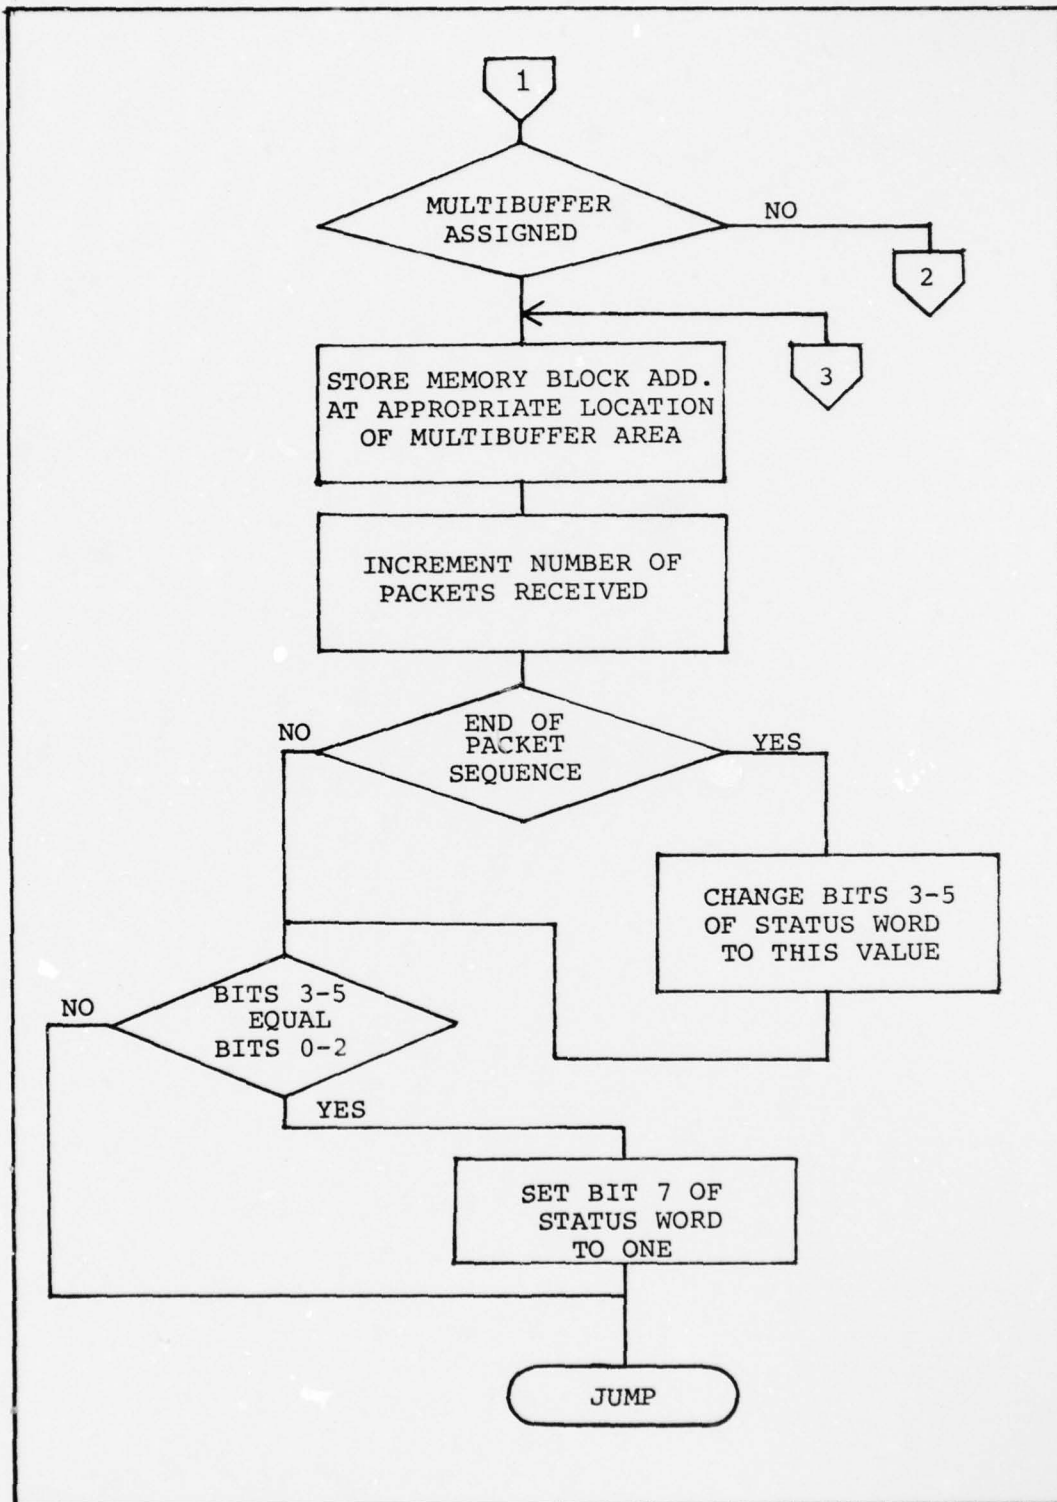 1
MULTIBUFFER
ASSIGNED
NO
2
3
STORE MEMORY BLOCK ADD.
AT APPROPRIATE LOCATION
OF MULTIBUFFER AREA
INCREMENT NUMBER OF
PACKETS RECEIVED
END OF
PACKET
SEQUENCE
NO
YES
CHANGE BITS 3-5
OF STATUS WORD
TO THIS VALUE
BITS 3-5
EQUAL
BITS 0-2
NO
YES
SET BIT 7 OF
STATUS WORD
TO ONE
JUMP